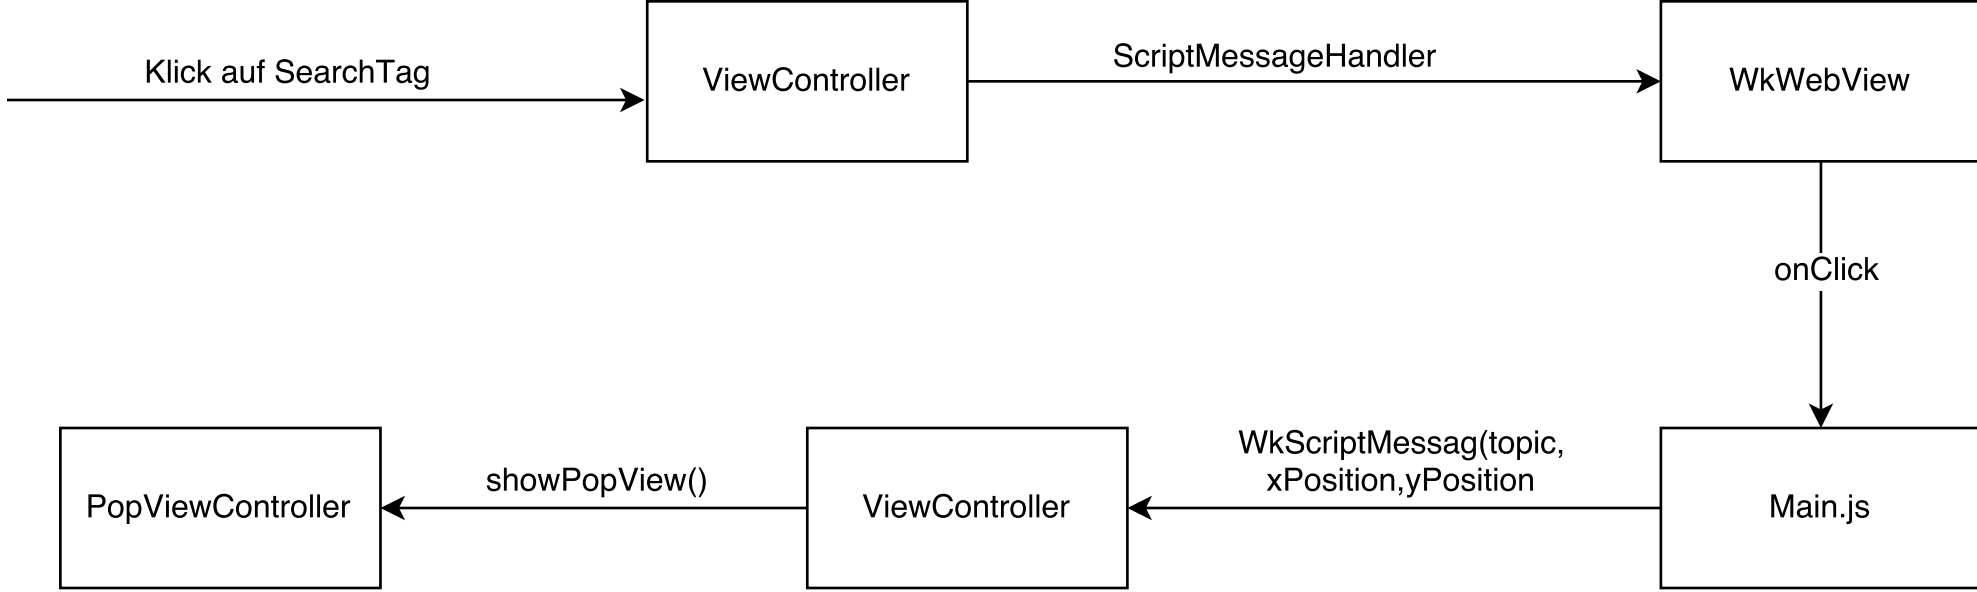 Klick auf SearchTag
ViewController
ScriptMessageHandler
WkWebView
onClick
PopViewController
showPopView()
ViewController
WkScriptMessag(topic,
xPosition,yPosition
Main.js